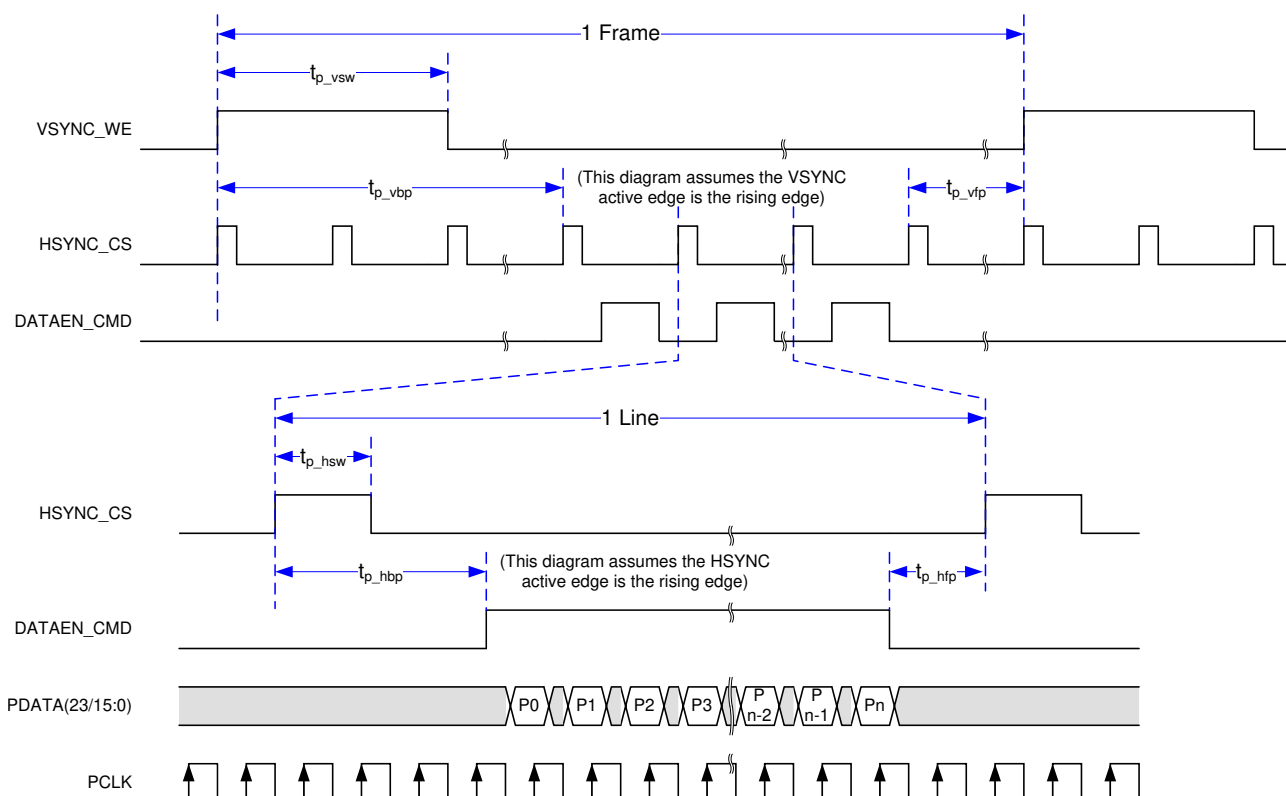 1 Frame
tp_vsw
VSYNC_WE
tp_vbp
(This diagram assumes the VSYNC
active edge is the rising edge)
tp_vfp
HSYNC_CS
DATAEN_CMD
1 Line
tp_hsw
HSYNC_CS
tp_hbp
(This diagram assumes the HSYNC
active edge is the rising edge)
tp_hfp
DATAEN_CMD
PDATA(23/15:0)
P0
P1
P2
P3
P
n-2
P
n-1
Pn
PCLK